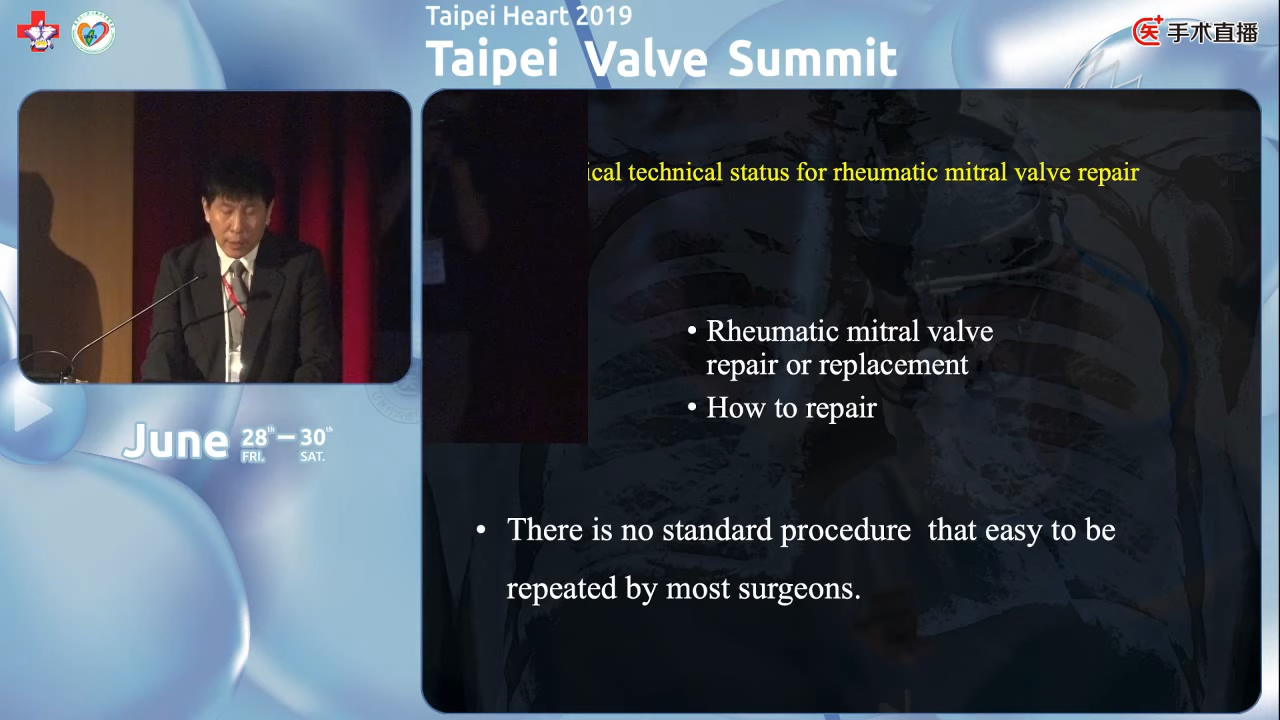 Taipei Heart 2019
Taipei Valve Summit
手术直播
ical technical status for rheumatic mitral valve repair
• Rheumatic mitral valve
repair or replacement
• How to repair
June 28th — 30th
FRI. SAT.
• There is no standard procedure that easy to be
repeated by most surgeons.